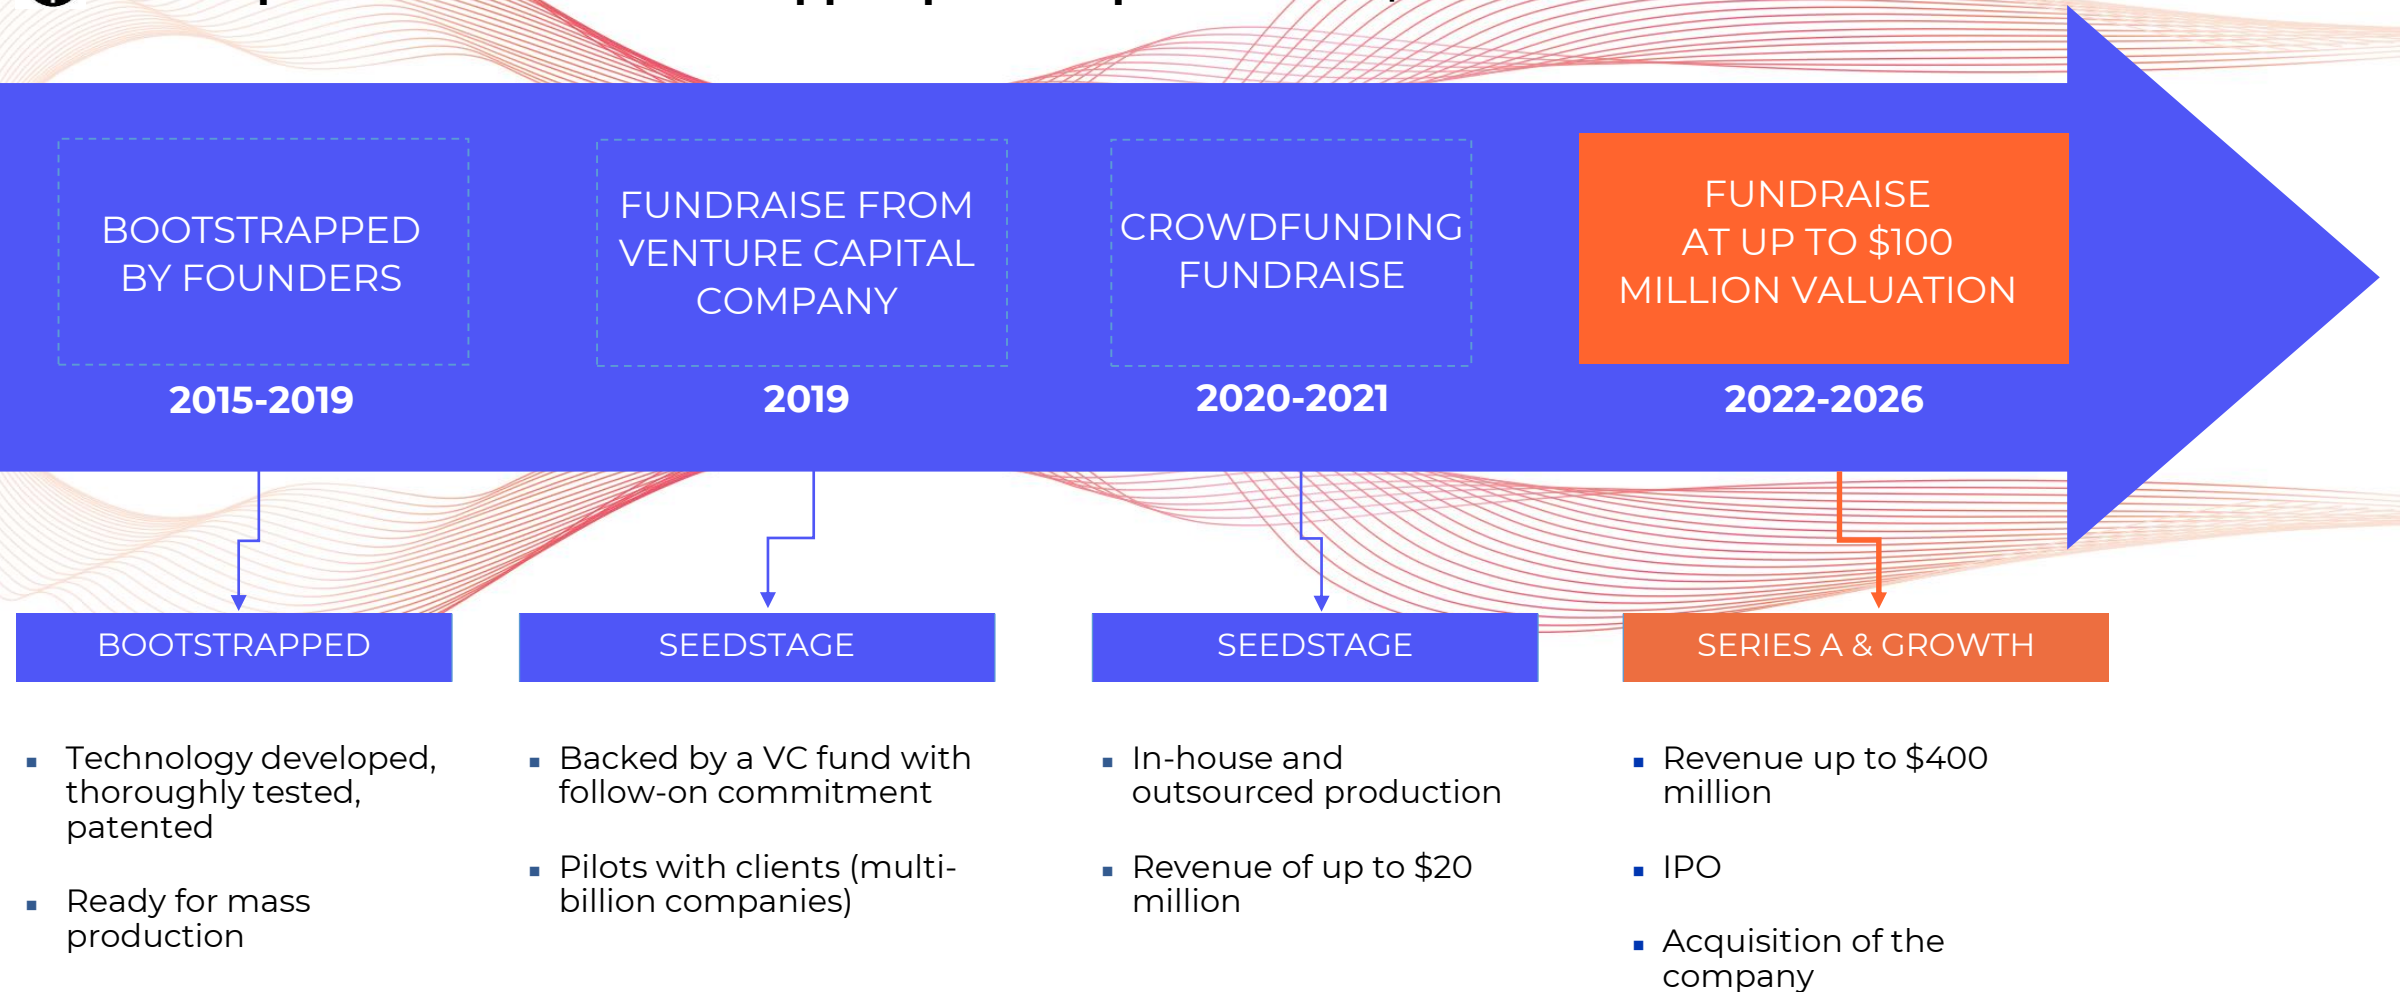 BOOTSTRAPPED
BY FOUNDERS
2015-2019
FUNDRAISE FROM
VENTURE CAPITAL
COMPANY
2019
CROWDFUNDING
FUNDRAISE
2020-2021
FUNDRAISE
AT UP TO $100
MILLION VALUATION
2022-2026
BOOTSTRAPPED
▪ Technology developed,
thoroughly tested,
patented
▪ Ready for mass
production
SEEDSTAGE
▪ Backed by a VC fund with
follow-on commitment
▪ Pilots with clients (multi-
billion companies)
SEEDSTAGE
▪ In-house and
outsourced production
▪ Revenue of up to $20
million
SERIES A & GROWTH
▪ Revenue up to $400
million
▪ IPO
▪ Acquisition of the
company